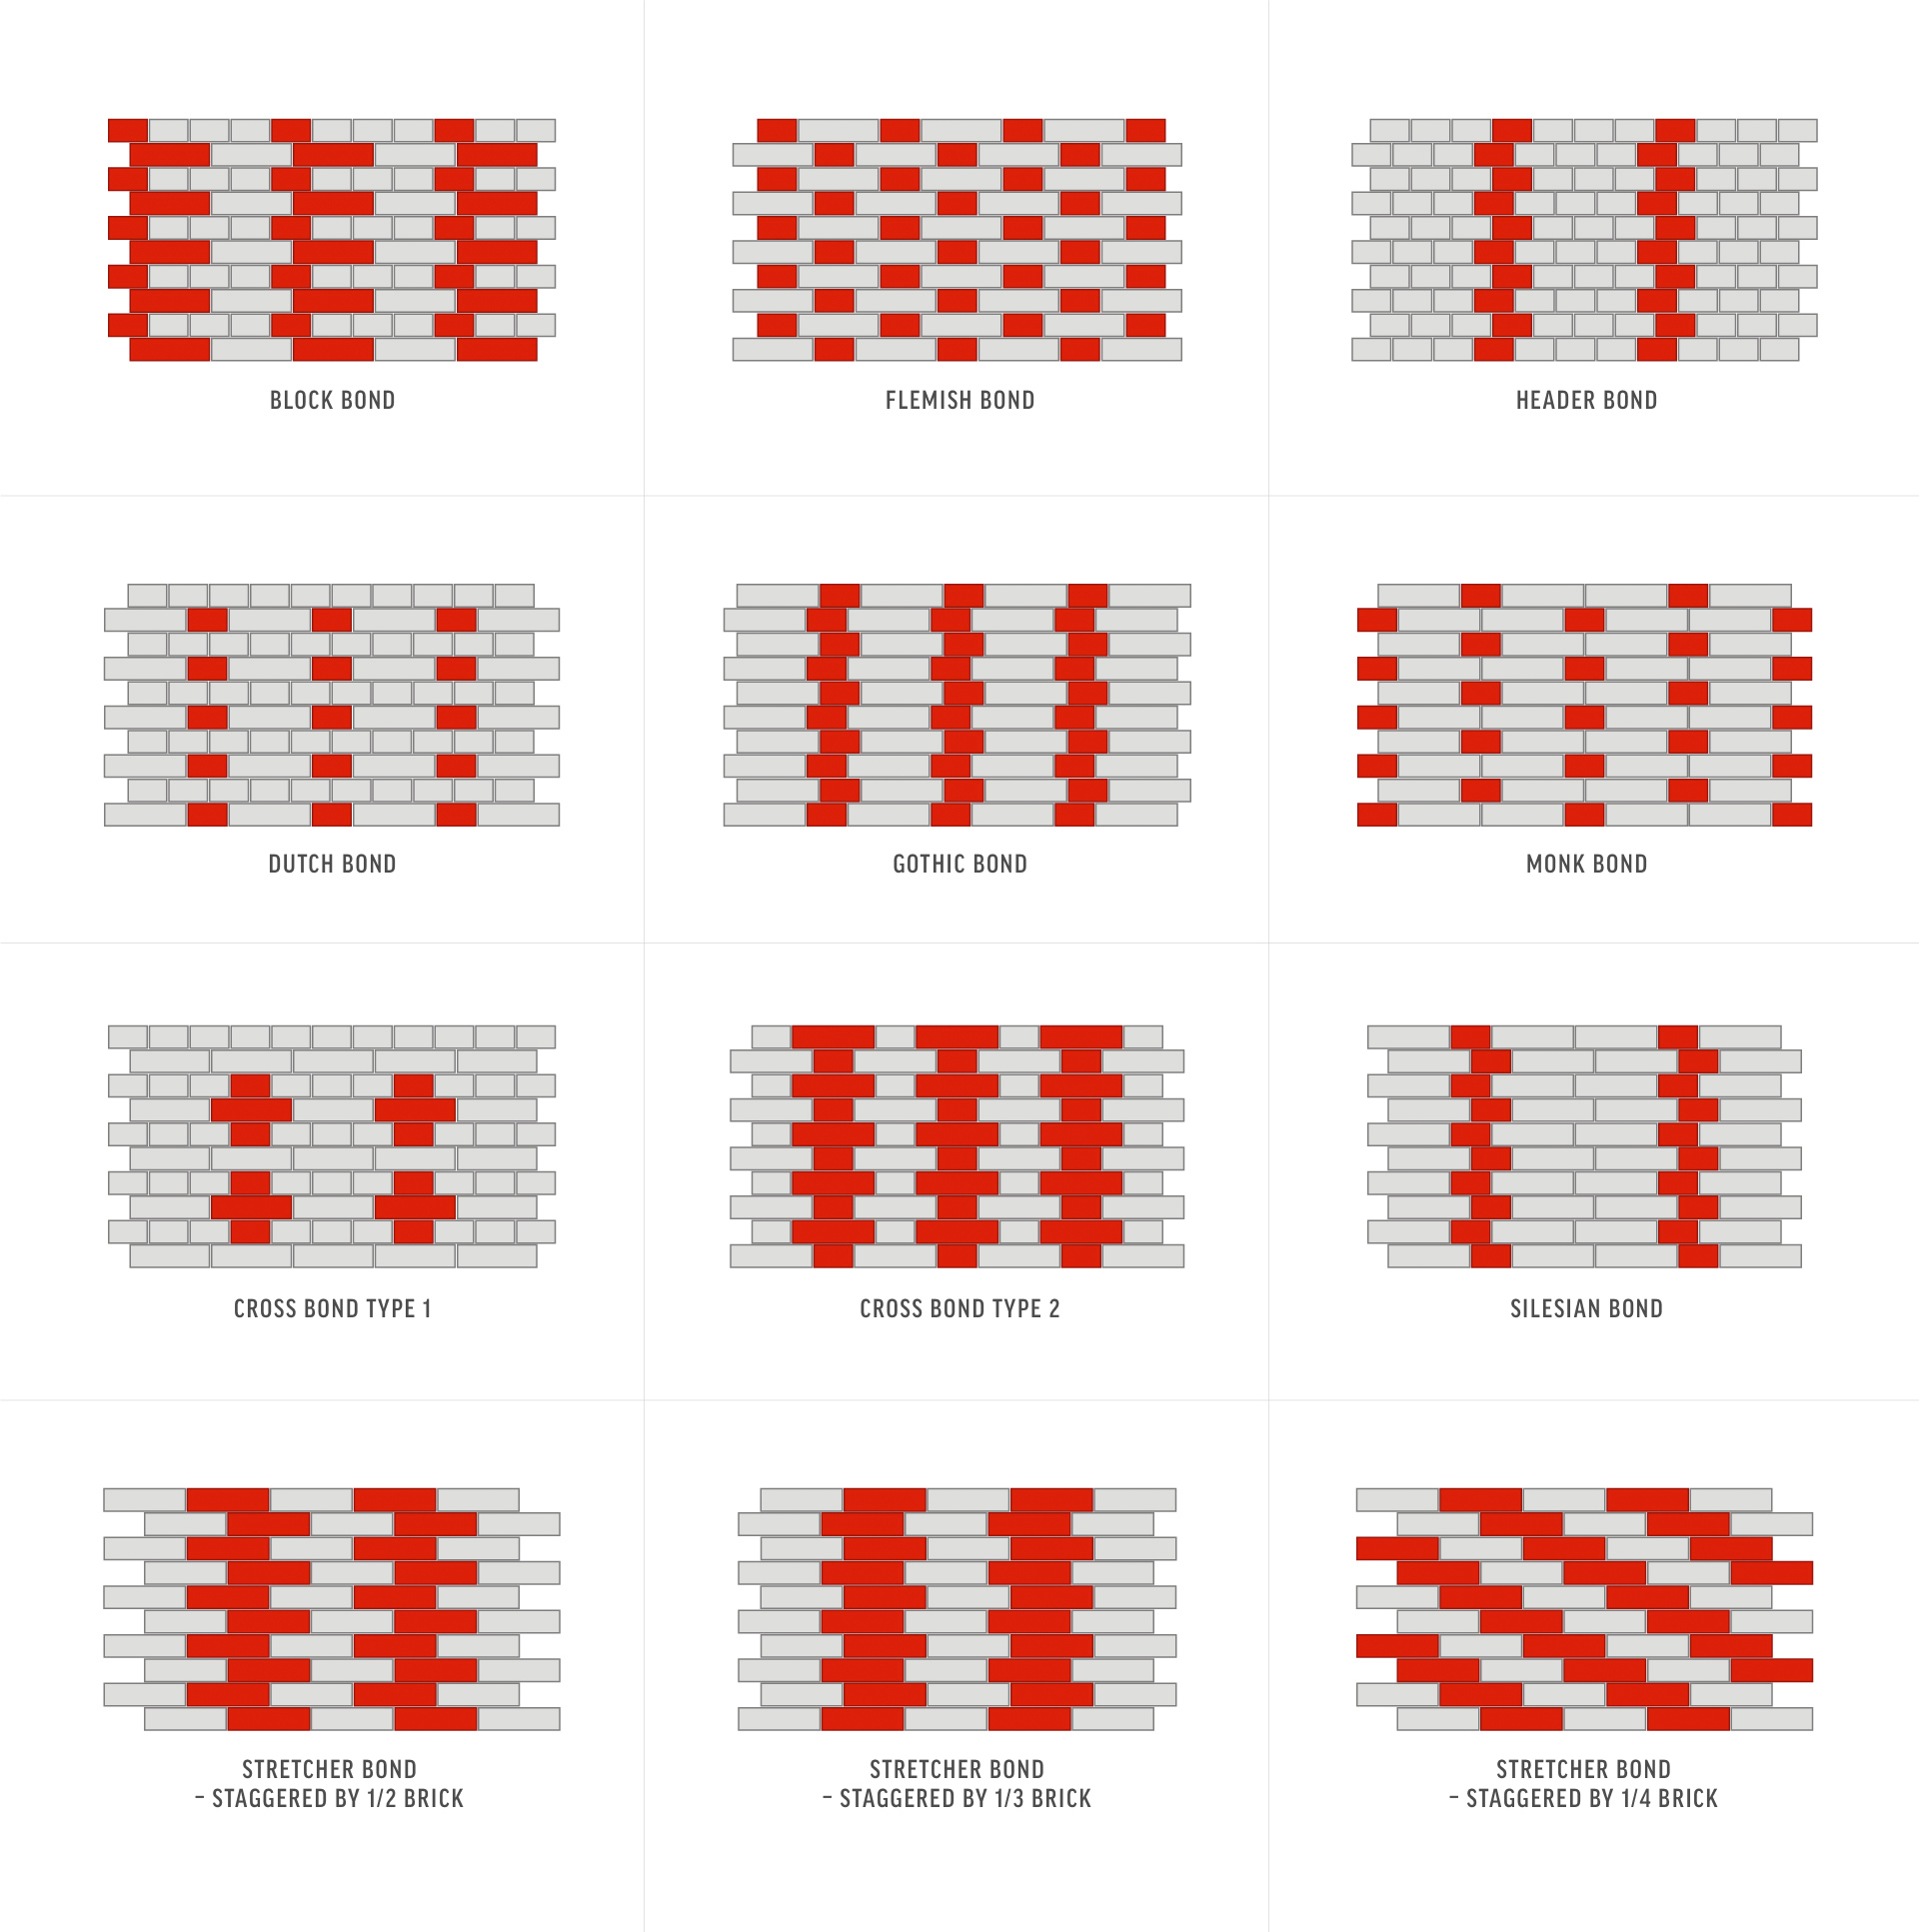 BLOCK BOND
FLEMISH BOND
HEADER BOND
DUTCH BOND
GOTHIC BOND
MONK BOND
CROSS BOND TYPE 1
CROSS BOND TYPE 2
SILESIAN BOND
STRETCHER BOND
– STAGGERED BY 1/2 BRICK
STRETCHER BOND
– STAGGERED BY 1/3 BRICK
STRETCHER BOND
– STAGGERED BY 1/4 BRICK